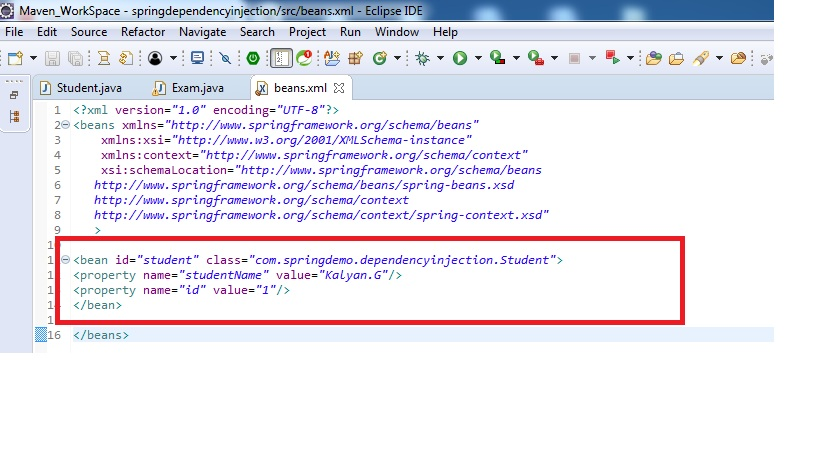 Maven_WorkSpace - springdependencyinjection/src/beans.xml - Eclipse IDE
File Edit Source Refactor Navigate Search Project Run Window Help
Student.java Exam.java beans.xml
1 <?xml version="1.0" encoding="UTF-8"?>
2 <beans xmlns="http://www.springframework.org/schema/beans"
3 xmlns:xsi="http://www.w3.org/2001/XMLSchema-instance"
4 xmlns:context="http://www.springframework.org/schema/context"
5 xsi:schemaLocation="http://www.springframework.org/schema/beans
6 http://www.springframework.org/schema/beans/spring-beans.xsd
7 http://www.springframework.org/schema/context
8 http://www.springframework.org/schema/context/spring-context.xsd"
9 >
<bean id="student" class="com.springdemo.dependencyinjection.Student">
<property name="studentName" value="Kalyan.G"/>
<property name="id" value="1"/>
</bean>
16 </beans>